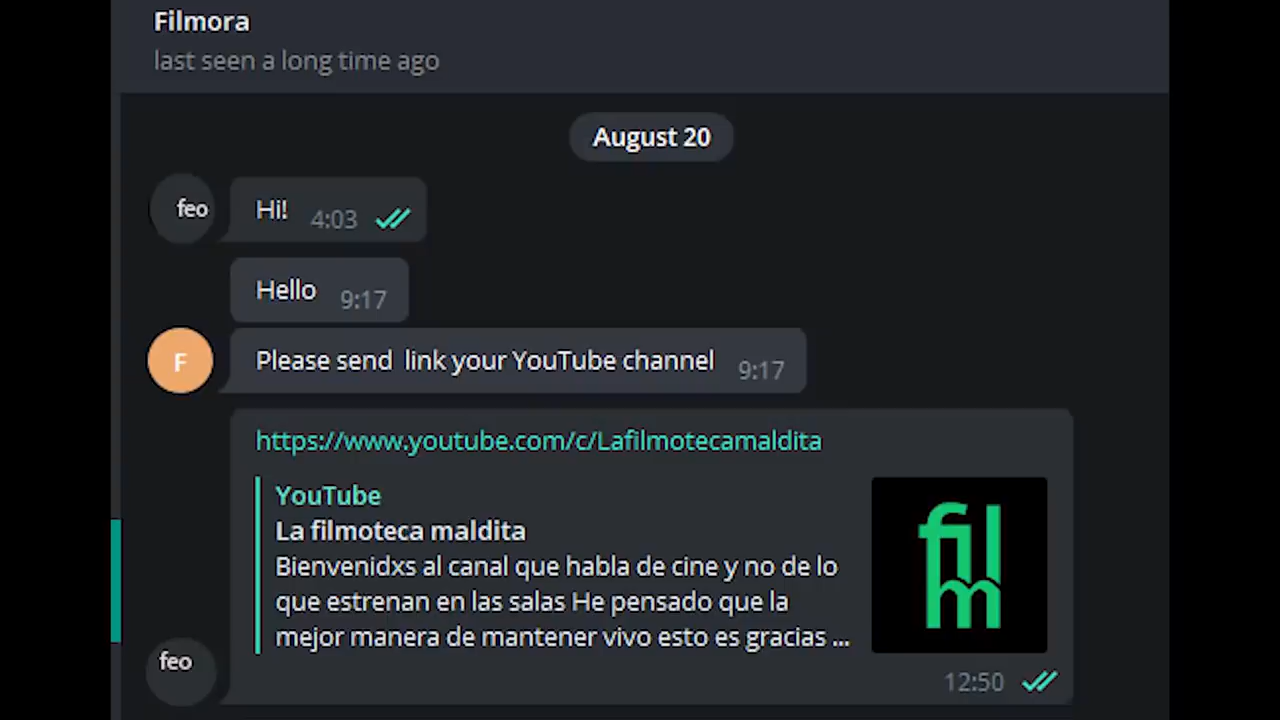 Filmora
last seen a long time ago
August 20
feo
Hi! 4:03
Hello 9:17
F
Please send link your YouTube channel 9:17
https://www.youtube.com/c/Lafilmotecamaldita
YouTube
La filmoteca maldita
Bienvenidxs al canal que habla de cine y no de lo
que estrenan en las salas He pensado que la
mejor manera de mantener vivo esto es gracias ...
film
feo
12:50